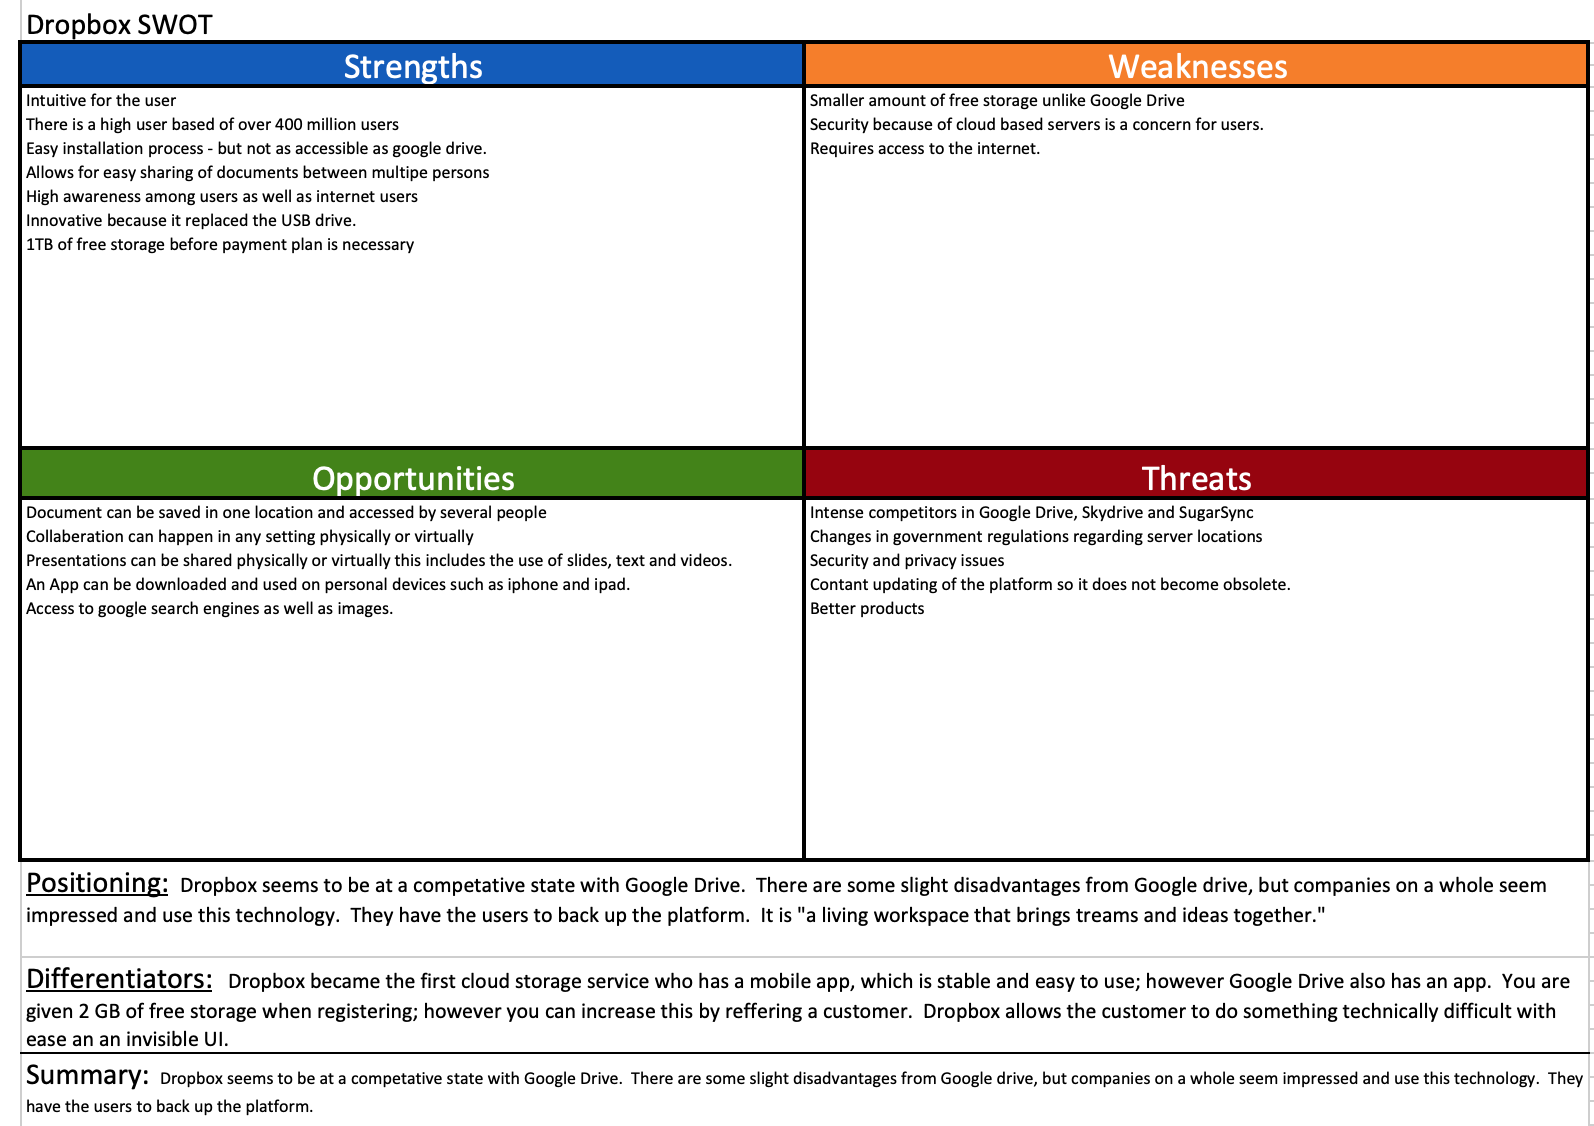 Dropbox SWOT
Strengths
Intuitive for the user
There is a high user based of over 400 million users
Easy installation process - but not as accessible as google drive.
Allows for easy sharing of documents between multipe persons
High awareness among users as well as internet users
Innovative because it replaced the USB drive.
1TB of free storage before payment plan is necessary
Weaknesses
Smaller amount of free storage unlike Google Drive
Security because of cloud based servers is a concern for users.
Requires access to the internet.
Opportunities
Document can be saved in one location and accessed by several people
Collaberation can happen in any setting physically or virtually
Presentations can be shared physically or virtually this includes the use of slides, text and videos.
An App can be downloaded and used on personal devices such as iphone and ipad.
Access to google search engines as well as images.
Threats
Intense competitors in Google Drive, Skydrive and SugarSync
Changes in government regulations regarding server locations
Security and privacy issues
Contant updating of the platform so it does not become obsolete.
Better products
Positioning: Dropbox seems to be at a competative state with Google Drive. There are some slight disadvantages from Google drive, but companies on a whole seem
impressed and use this technology. They have the users to back up the platform. It is "a living workspace that brings treams and ideas together."
Differentiators: Dropbox became the first cloud storage service who has a mobile app, which is stable and easy to use; however Google Drive also has an app. You are
given 2 GB of free storage when registering; however you can increase this by reffering a customer. Dropbox allows the customer to do something technically difficult with
ease an an invisible UI.
Summary: Dropbox seems to be at a competative state with Google Drive. There are some slight disadvantages from Google drive, but companies on a whole seem impressed and use this technology. They
have the users to back up the platform.